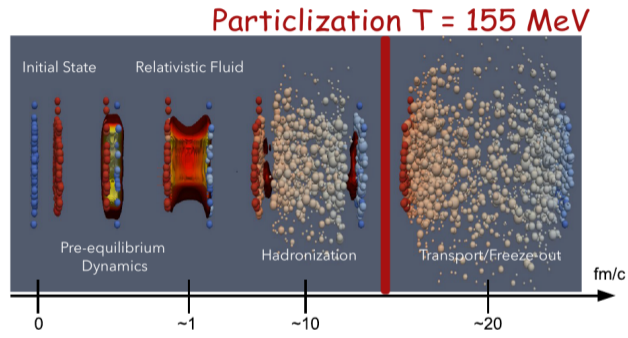 Particlization T = 155 MeV
Initial State
Relativistic Fluid
Pre-equilibrium
Dynamics
Hadronization
Transport/Freeze-out
fm/c
0
~1
~10
~20